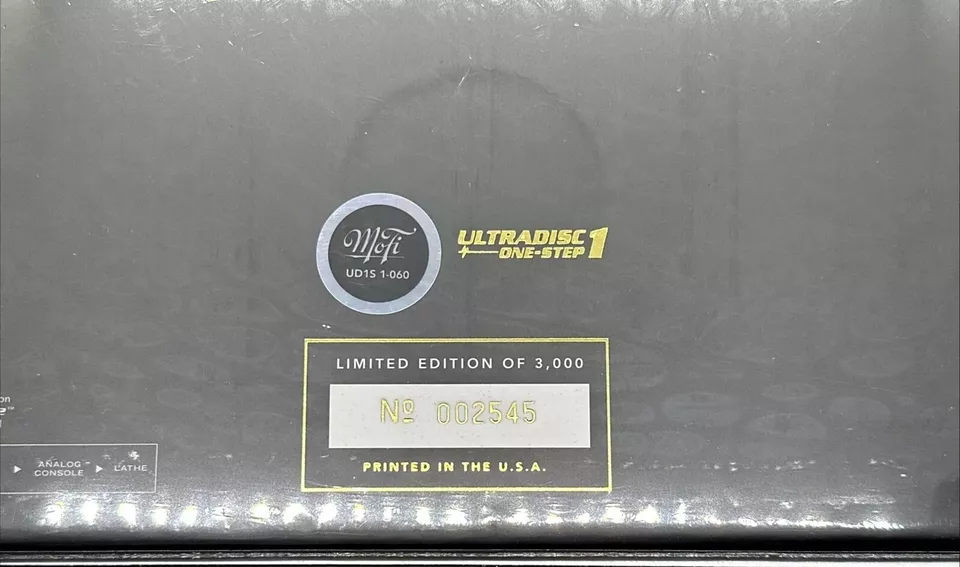 MoFi
UD1S 1-060
ULTRADISC
ONE-STEP 1
LIMITED EDITION OF 3,000
Nº 002545
PRINTED IN THE U.S.A.
▶ ANALOG CONSOLE ▶ LATHE